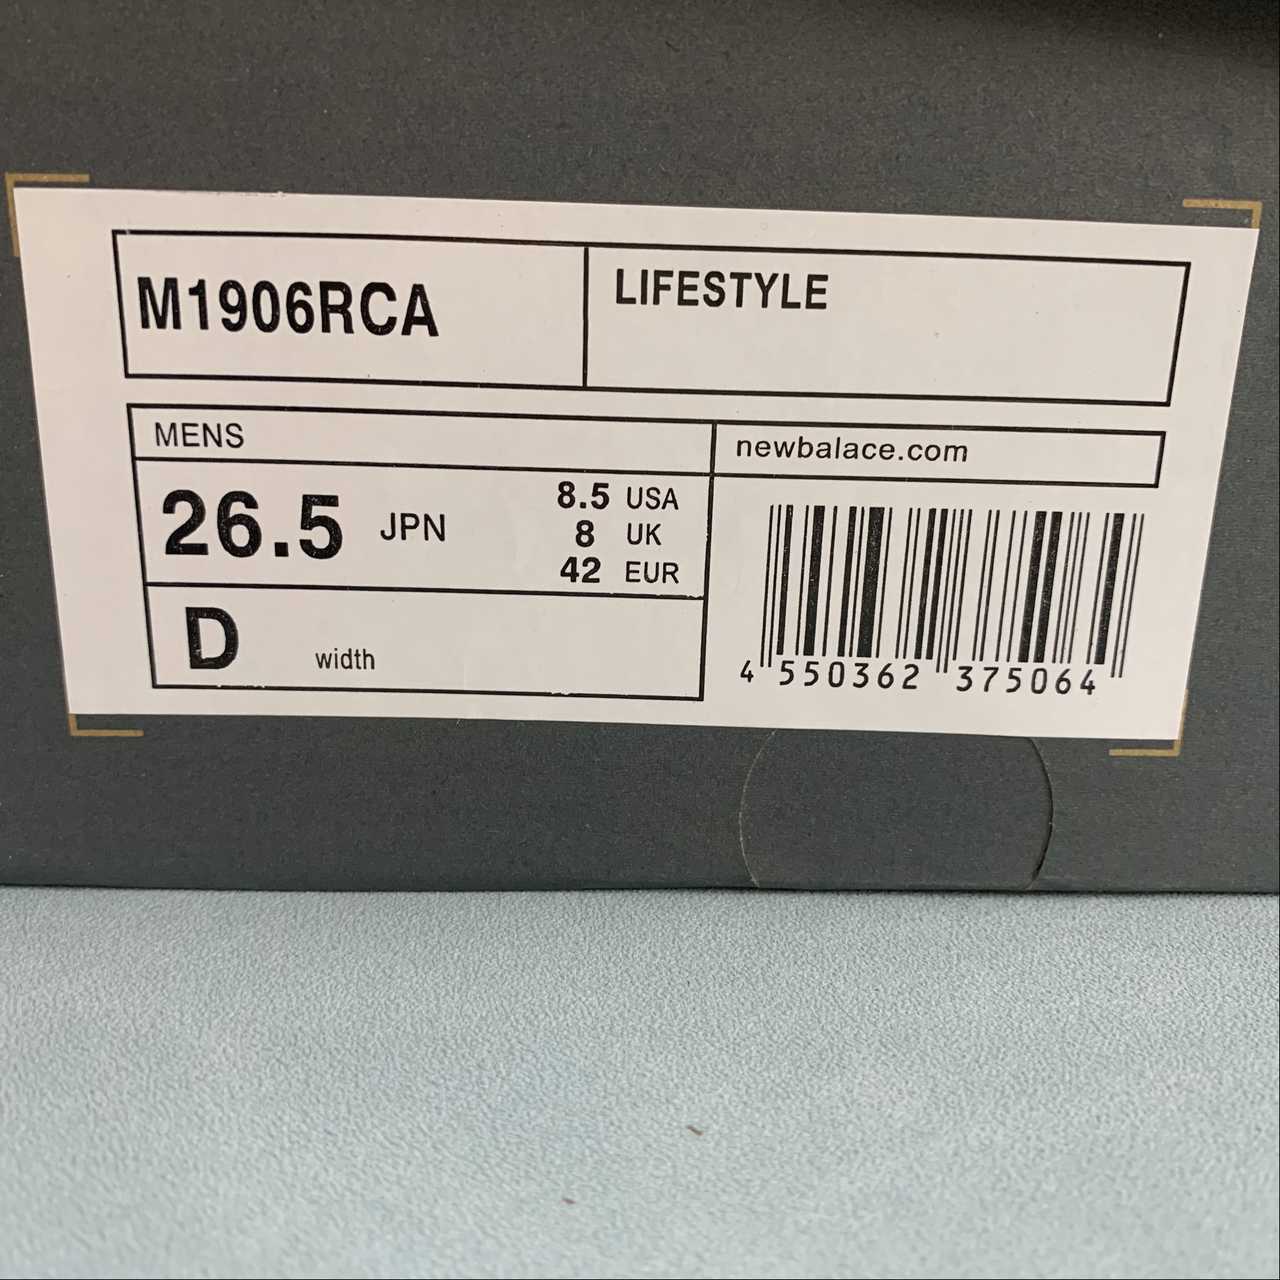 M1906RCA
LIFESTYLE
MENS
newbalace.com
26.5 JPN
8.5 USA
8 UK
42 EUR
D width
4 550362 375064